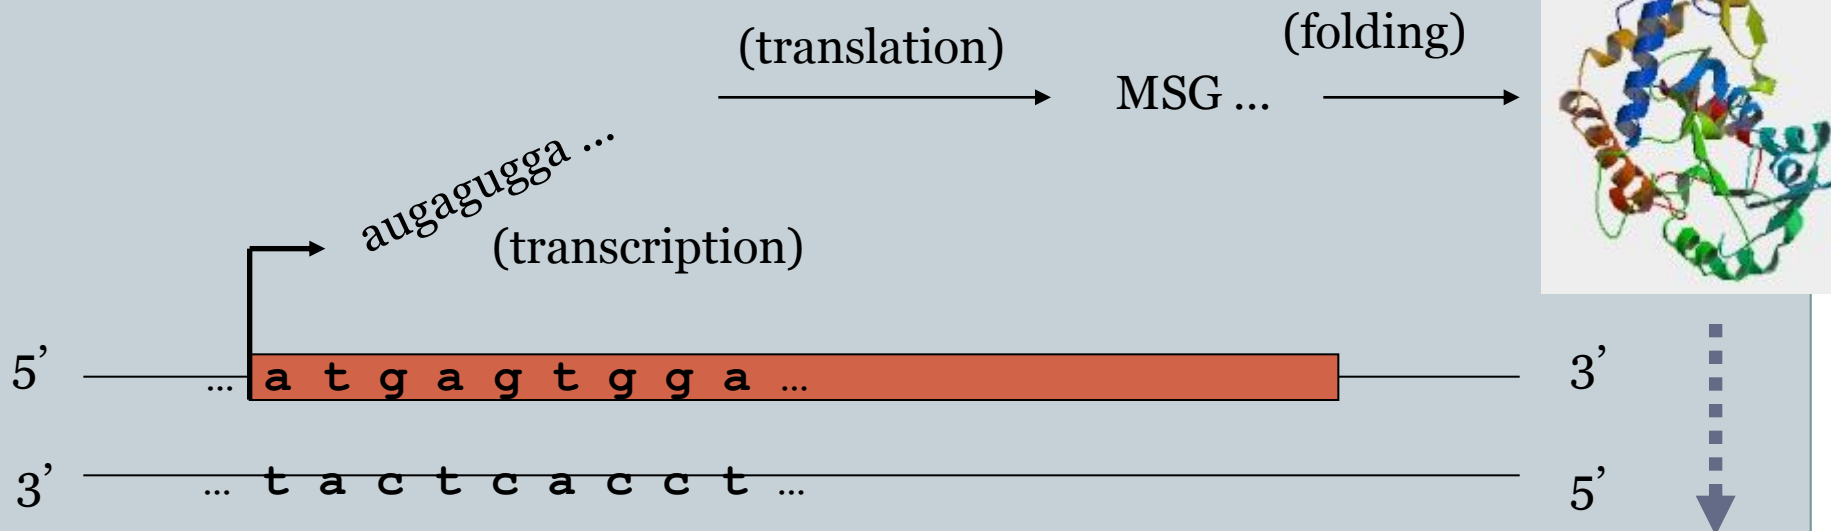 (translation)
(folding)
MSG ...
augagugga ...
(transcription)
5’ ... a t g a g t g g a ... 3’
3’ ... t a c t c a c c t ... 5’